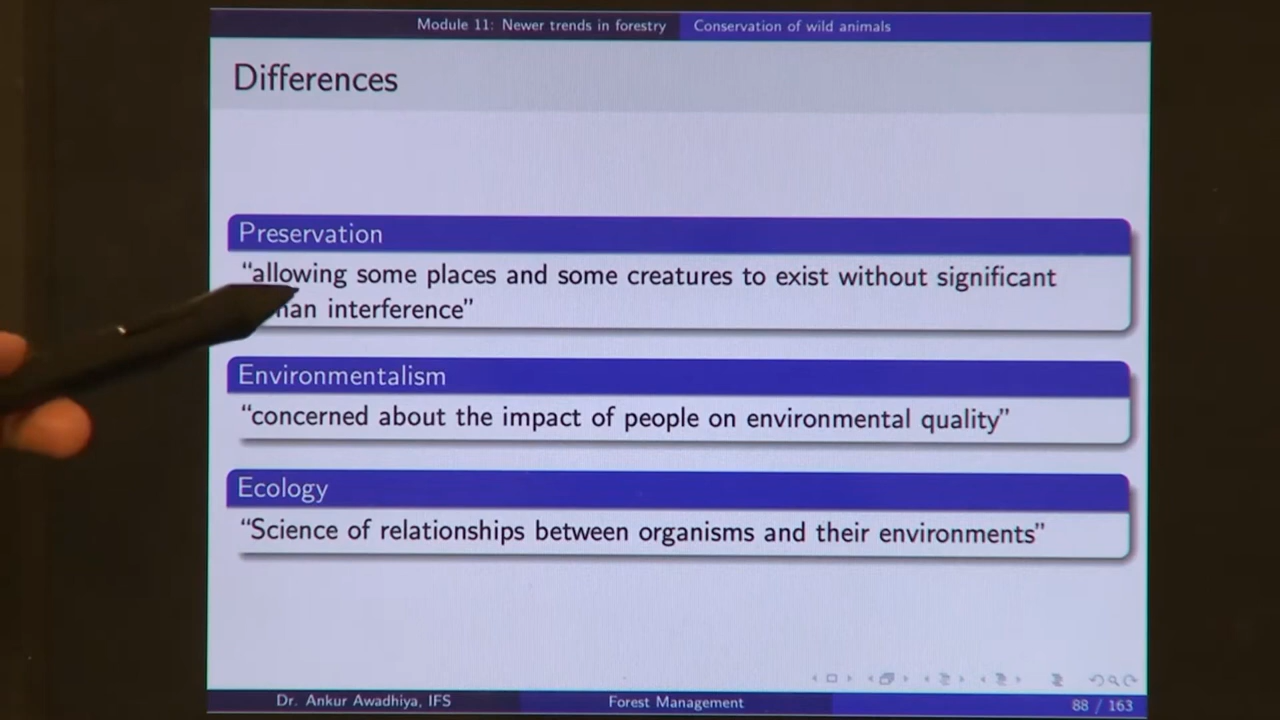 Module 11: Newer trends in forestry Conservation of wild animals
Differences
Preservation
“allowing some places and some creatures to exist without significant
interference”
Environmentalism
“concerned about the impact of people on environmental quality”
Ecology
“Science of relationships between organisms and their environments”
Dr. Ankur Awadhiya, IFS Forest Management 88 / 163